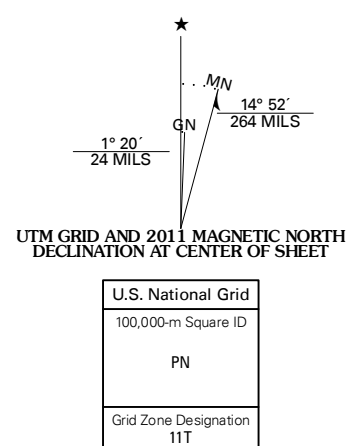 ★
MN
GN
14° 52´
264 MILS
1° 20´
24 MILS
UTM GRID AND 2011 MAGNETIC NORTH
DECLINATION AT CENTER OF SHEET
U.S. National Grid
100,000-m Square ID
PN
Grid Zone Designation
11T